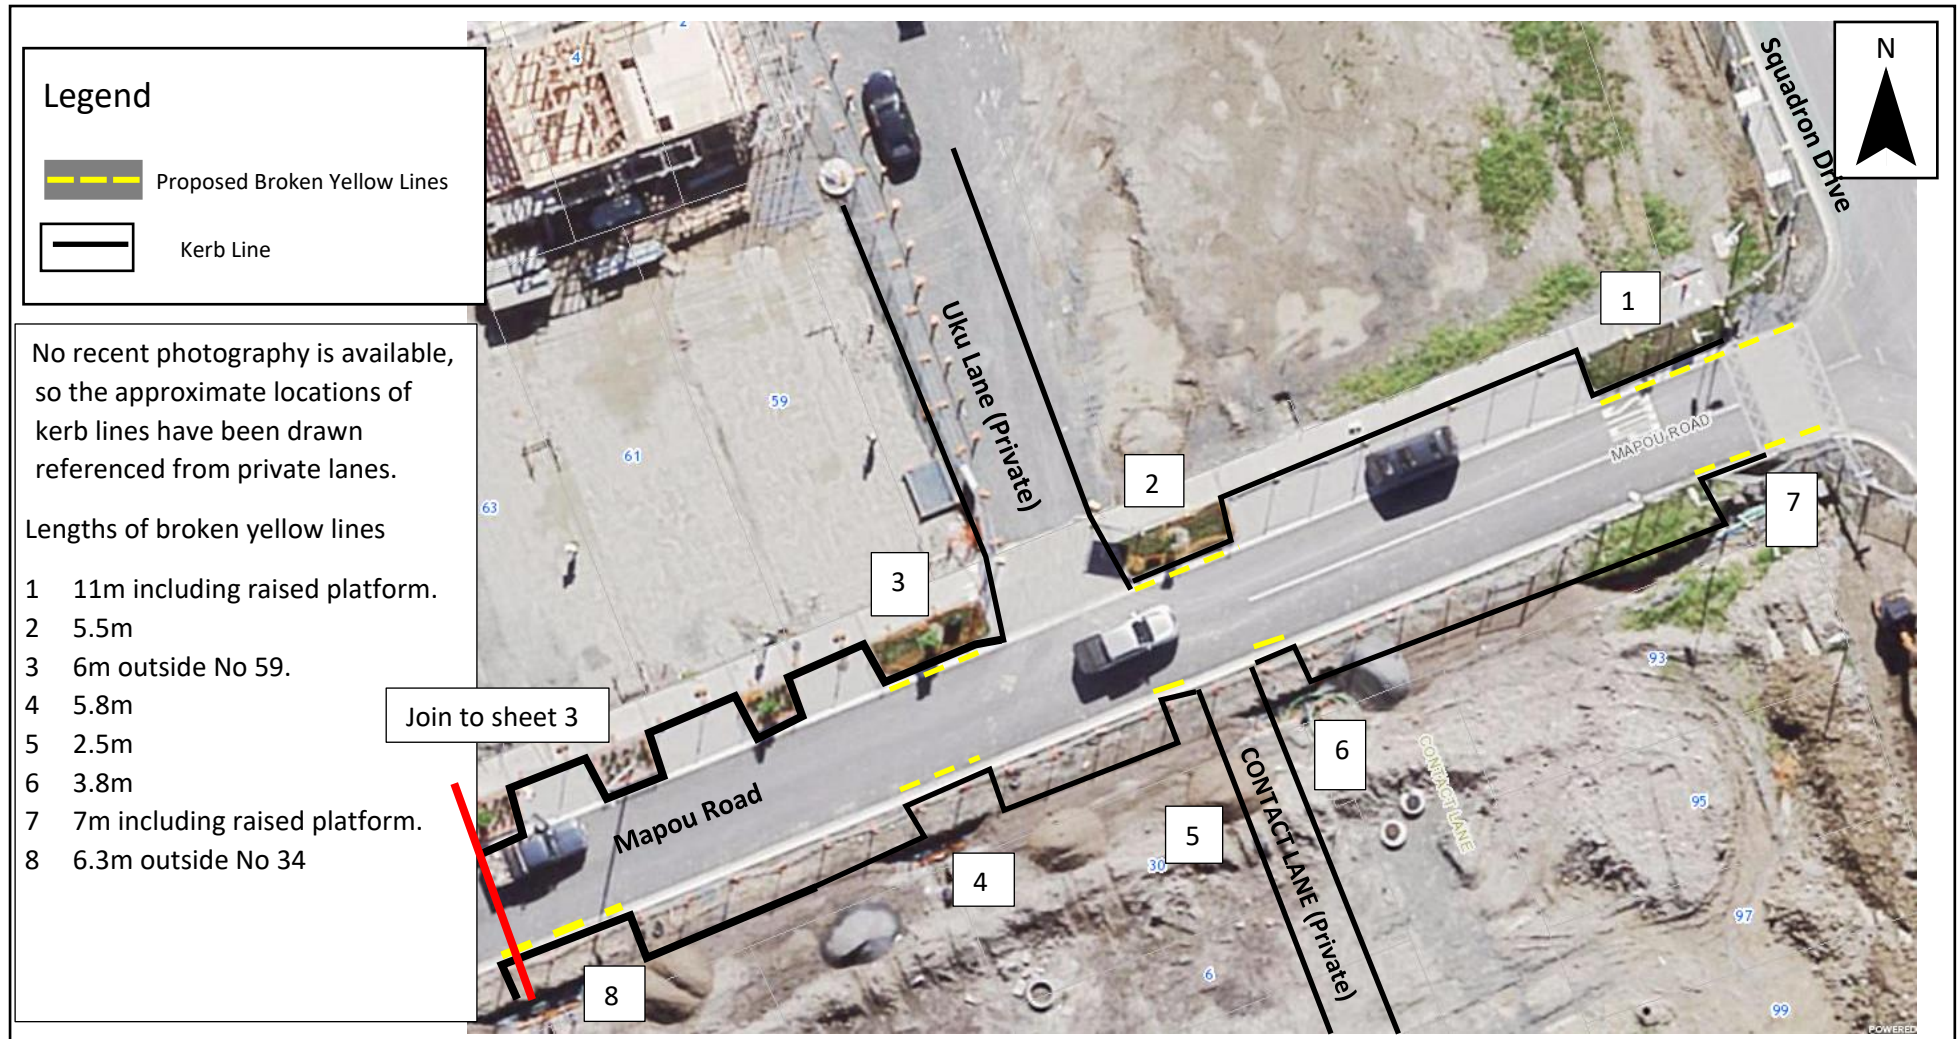 Legend
Proposed Broken Yellow Lines
Kerb Line
No recent photography is available,
so the approximate locations of
kerb lines have been drawn
referenced from private lanes.
Lengths of broken yellow lines
1 11m including raised platform.
2 5.5m
3 6m outside No 59.
4 5.8m
5 2.5m
6 3.8m
7 7m including raised platform.
8 6.3m outside No 34
Join to sheet 3
N
Squadron Drive
2
4
1
Uku Lane (Private)
59
61
63
2
MAPOU ROAD
7
3
93
6
CONTACT LANE
95
Mapou Road
CONTACT LANE (Private)
5
30
4
97
6
8
99
POWERED